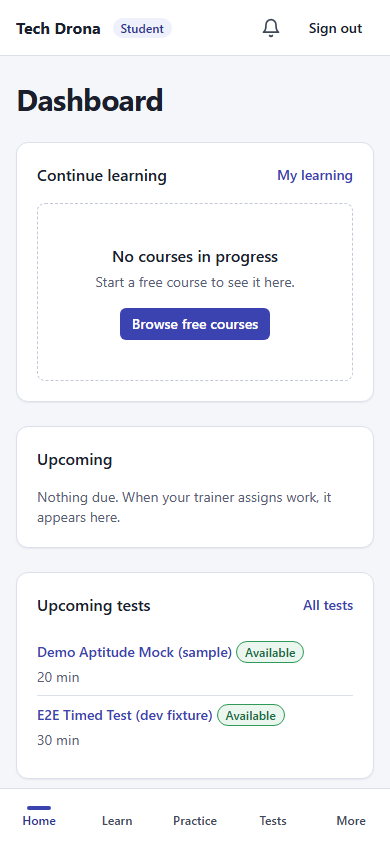 Tech Drona Student Sign out
Dashboard
Continue learning My learning
No courses in progress
Start a free course to see it here.
Browse free courses
Upcoming
Nothing due. When your trainer assigns work, it
appears here.
Upcoming tests All tests
Demo Aptitude Mock (sample) Available
20 min
E2E Timed Test (dev fixture) Available
30 min
Home Learn Practice Tests More